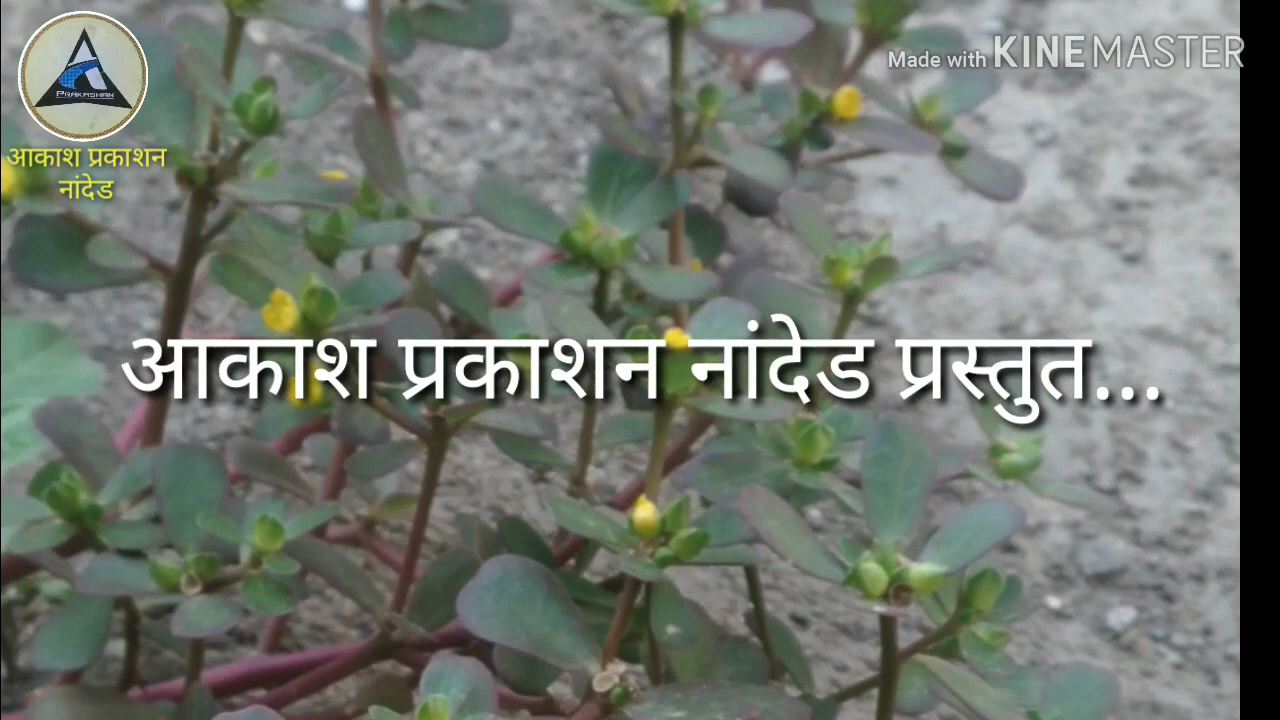 PRAKASHAN
आकाश प्रकाशन
नांदेड
Made with KINEMASTER
आकाश प्रकाशन नांदेड प्रस्तुत...